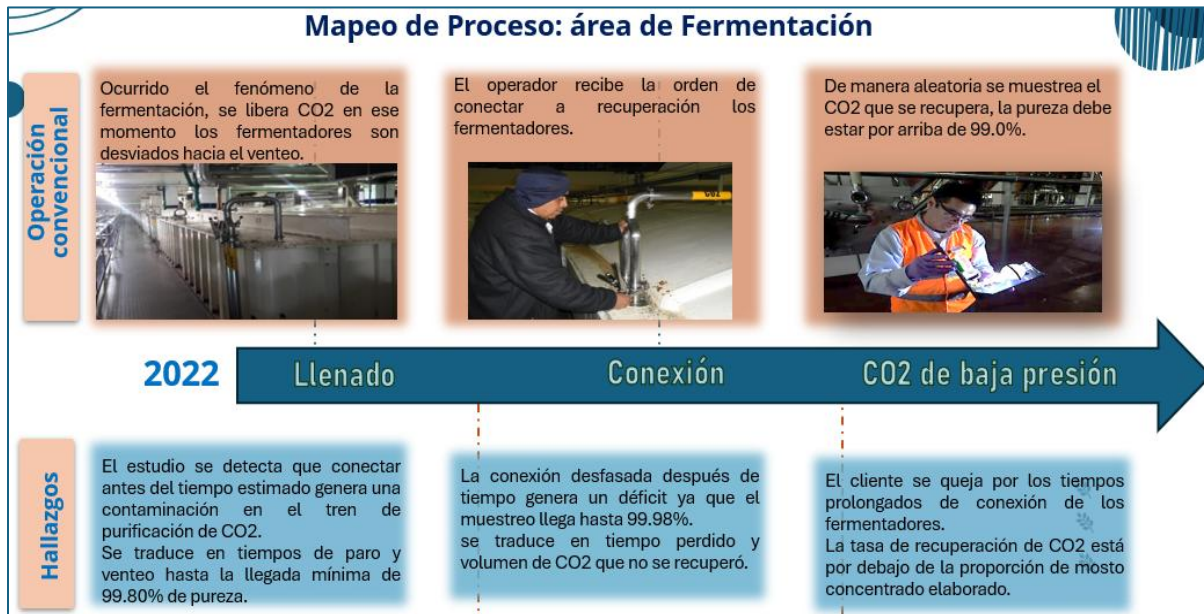 Mapeo de Proceso: área de Fermentación
Operación
convencional
Ocurrido el fenómeno de la
fermentación, se libera CO2 en ese
momento los fermentadores son
desviados hacia el venteo.
El operador recibe la orden de
conectar a recuperación los
fermentadores.
De manera aleatoria se muestrea el
CO2 que se recupera, la pureza debe
estar por arriba de 99.0%.
CO2
2022
Llenado
Conexión
CO2 de baja presión
Hallazgos
El estudio se detecta que conectar
antes del tiempo estimado genera una
contaminación en el tren de
purificación de CO2.
Se traduce en tiempos de paro y
venteo hasta la llegada mínima de
99.80% de pureza.
La conexión desfasada después de
tiempo genera un déficit ya que el
muestreo llega hasta 99.98%.
se traduce en tiempo perdido y
volumen de CO2 que no se recuperó.
El cliente se queja por los tiempos
prolongados de conexión de los
fermentadores.
La tasa de recuperación de CO2 está
por debajo de la proporción de mosto
concentrado elaborado.